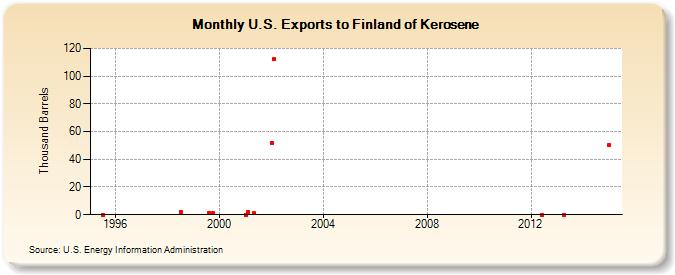 Monthly U.S. Exports to Finland of Kerosene
Thousand Barrels
120
100
80
60
40
20
0
1996 2000 2004 2008 2012
Source: U.S. Energy Information Administration